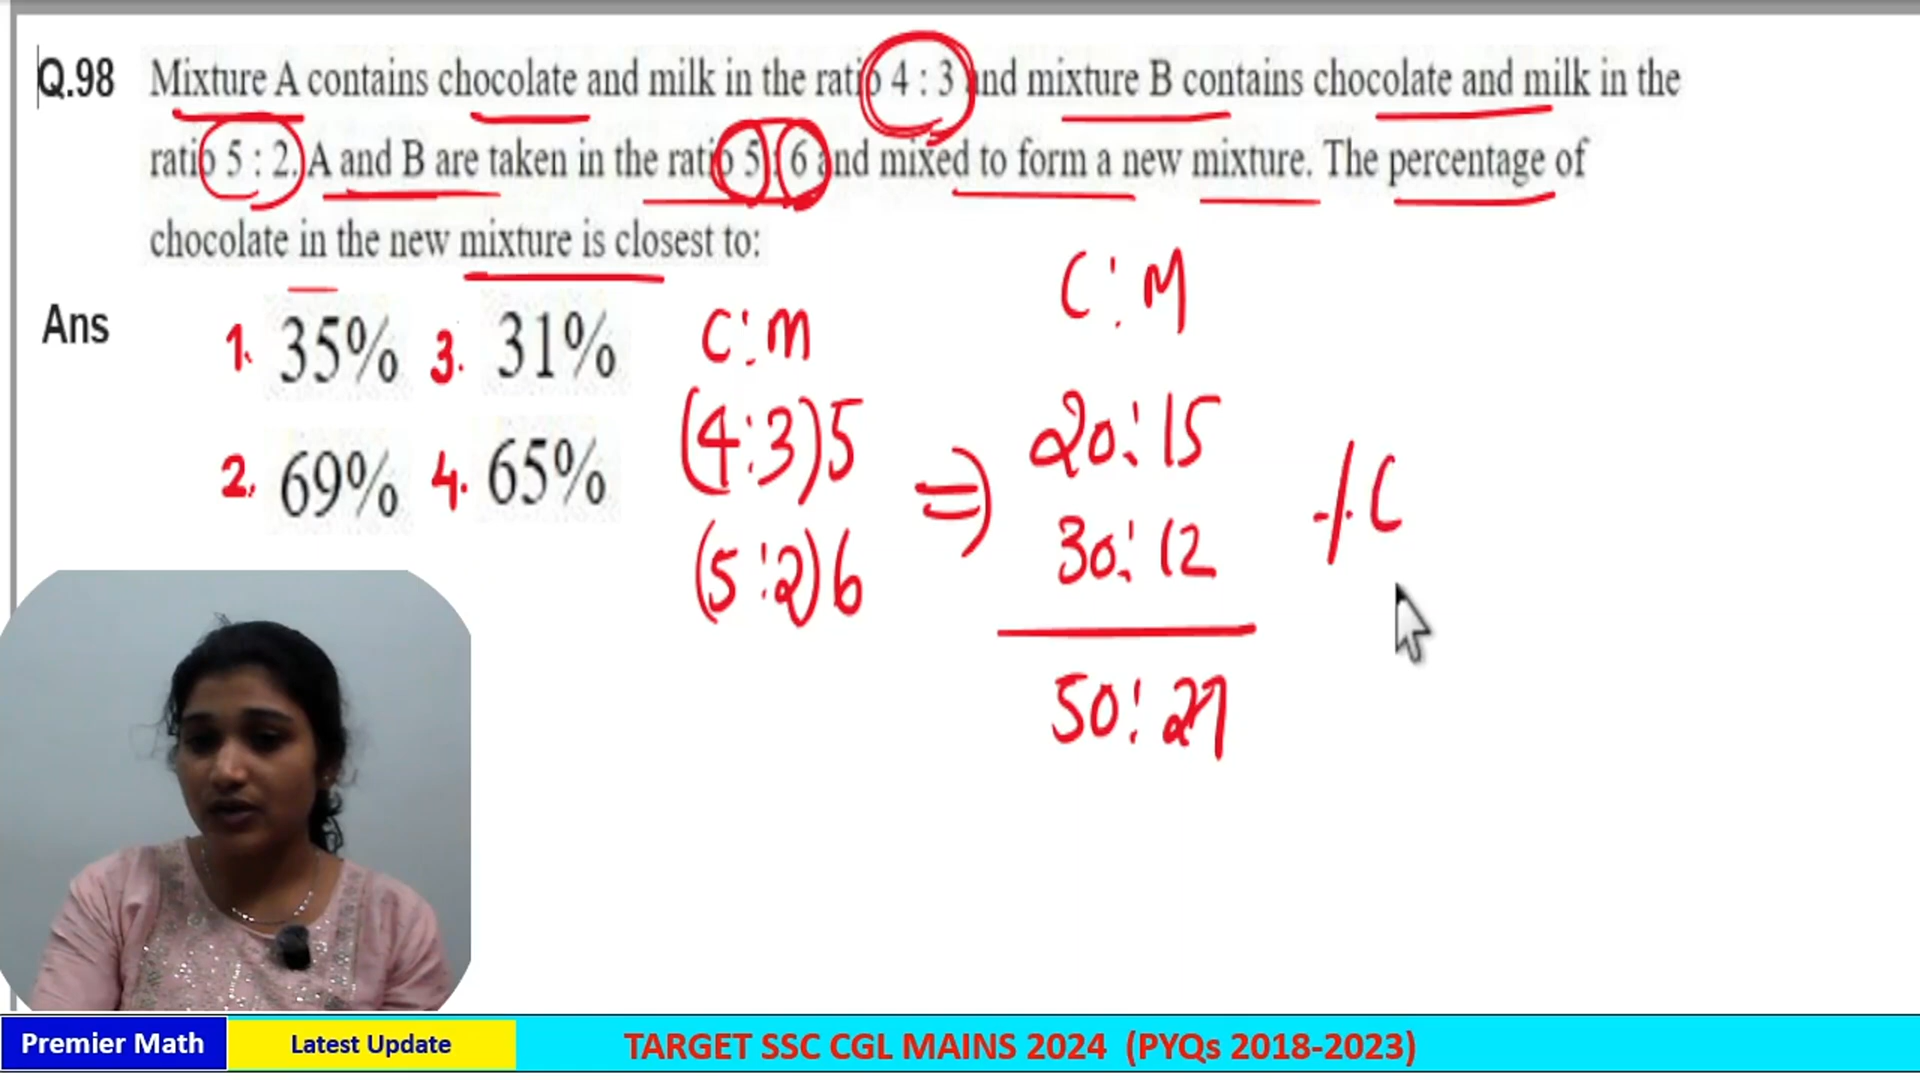 Q.98 Mixture A contains chocolate and milk in the ratio 4 : 3 and mixture B contains chocolate and milk in the
ratio 5 : 2. A and B are taken in the ratio 5 : 6 and mixed to form a new mixture. The percentage of
chocolate in the new mixture is closest to:
Ans
1. 35% 3. 31%
2. 69% 4. 65%
C:m
(4:3)5
(5:2)6
=>
C:M
20:15
30:12
50:27
% C
Premier Math Latest Update TARGET SSC CGL MAINS 2024 (PYQs 2018-2023)